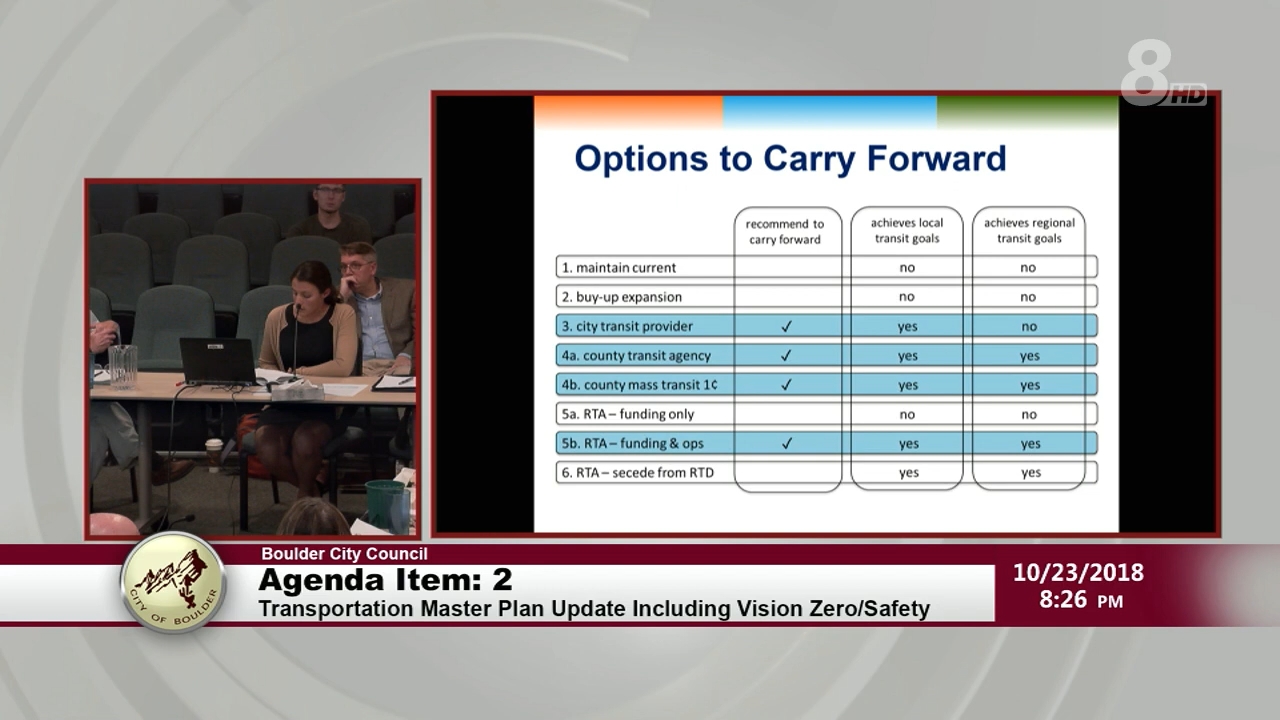 8 HD
Options to Carry Forward
recommend to carry forward
achieves local transit goals
achieves regional transit goals
1. maintain current no no
2. buy-up expansion no no
3. city transit provider ✓ yes no
4a. county transit agency ✓ yes yes
4b. county mass transit 1¢ ✓ yes yes
5a. RTA – funding only no no
5b. RTA – funding & ops ✓ yes yes
6. RTA – secede from RTD yes yes
Boulder City Council
Agenda Item: 2
Transportation Master Plan Update Including Vision Zero/Safety
10/23/2018
8:26 PM
CITY OF BOULDER